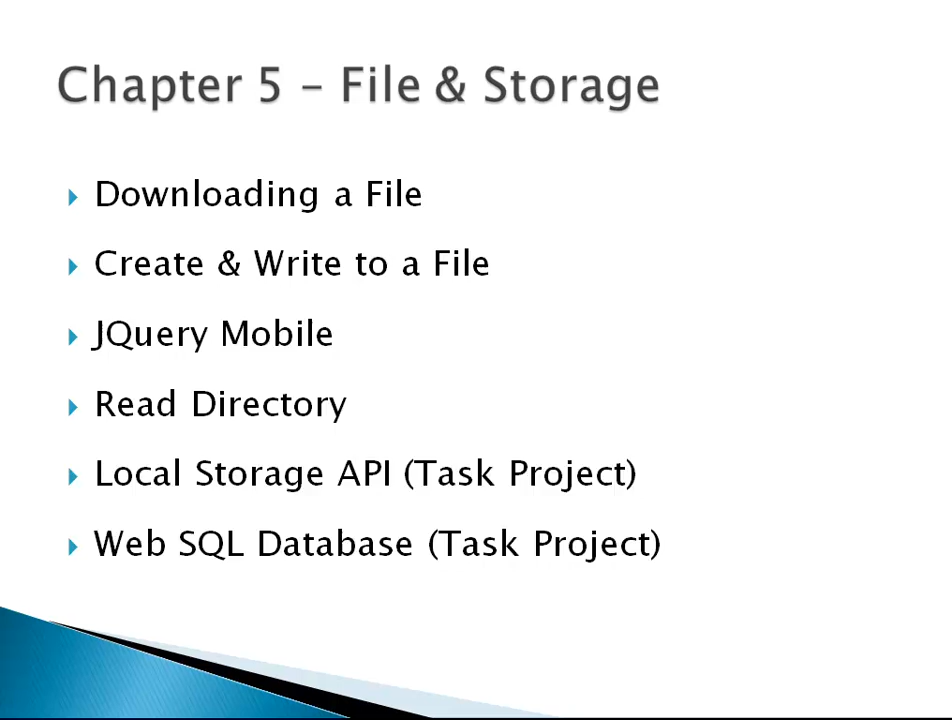 Chapter 5 – File & Storage
Downloading a File
Create & Write to a File
JQuery Mobile
Read Directory
Local Storage API (Task Project)
Web SQL Database (Task Project)